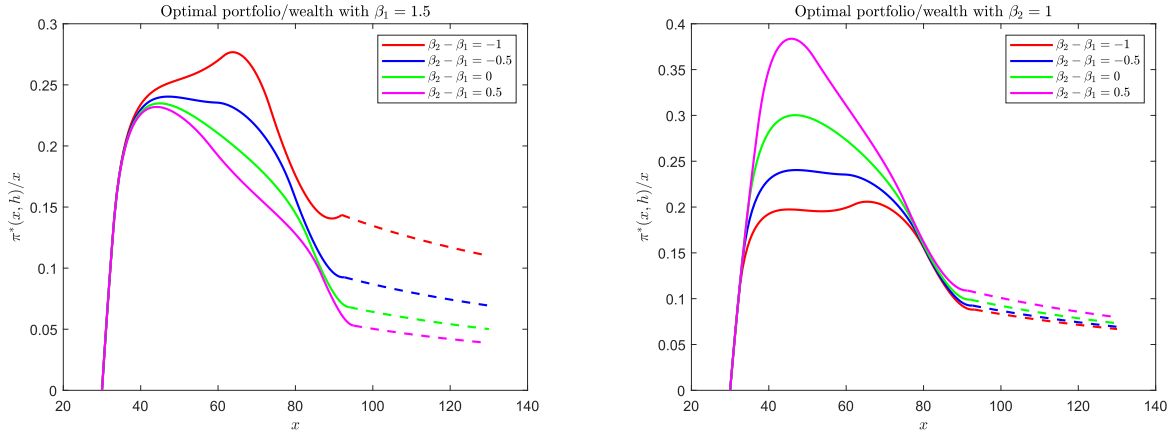 Optimal portfolio/wealth with β₁ = 1.5
0.3
0.25
0.2
0.15
0.1
0.05
0
π*(x, h)/x
20
40
60
80
100
120
140
x
β₂ − β₁ = −1
β₂ − β₁ = −0.5
β₂ − β₁ = 0
β₂ − β₁ = 0.5
Optimal portfolio/wealth with β₂ = 1
0.4
0.35
0.3
0.25
0.2
0.15
0.1
0.05
0
π*(x, h)/x
20
40
60
80
100
120
140
x
β₂ − β₁ = −1
β₂ − β₁ = −0.5
β₂ − β₁ = 0
β₂ − β₁ = 0.5